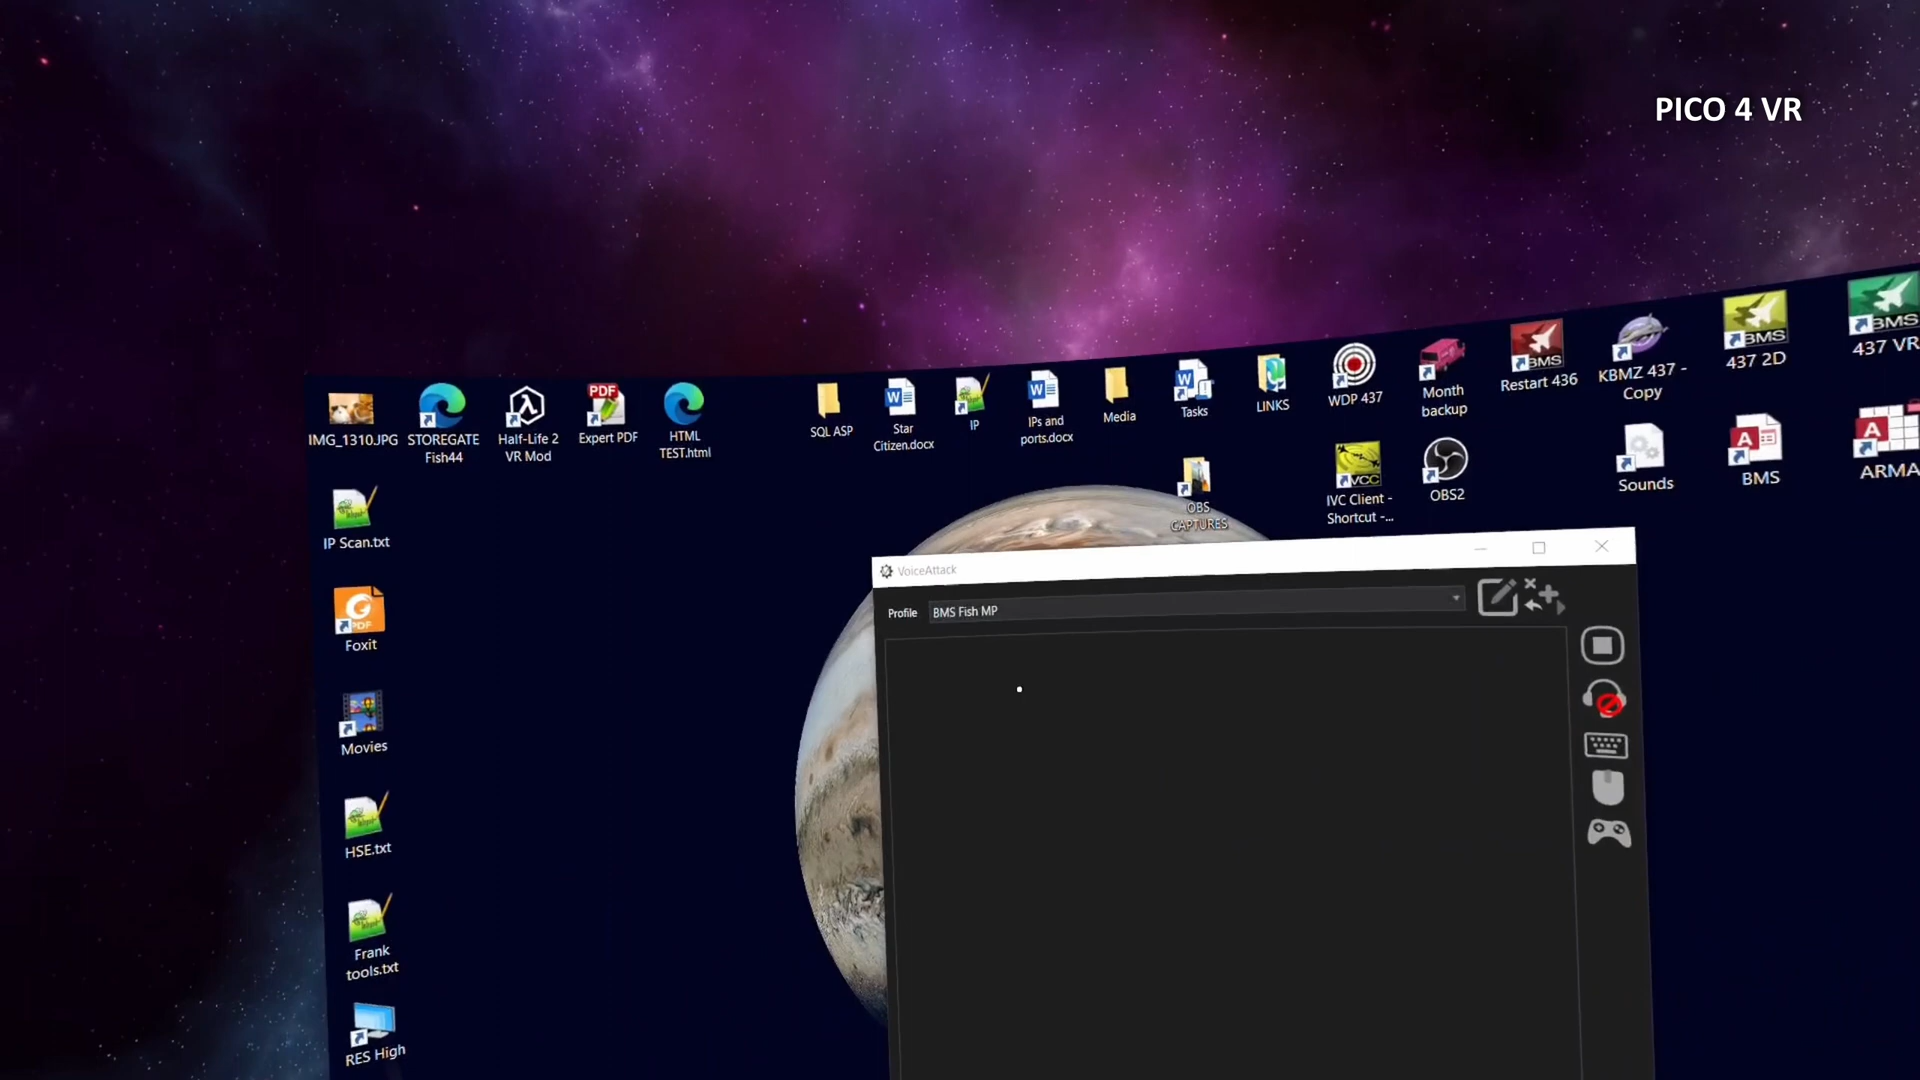 PICO 4 VR
IMG_1310.JPG
STOREGATE
Fish44
Half-Life 2
VR Mod
PDF
Expert PDF
HTML
TEST.html
SQL ASP
Star
Citizen.docx
IP
IPs and
ports.docx
Media
Tasks
LINKS
WDP 437
Month
backup
BMS
Restart 436
KBMZ 437 -
Copy
BMS
437 2D
BMS
437 VR
IP Scan.txt
OBS
CAPTURES
IVC
IVC Client -
Shortcut -...
OBS2
Sounds
BMS
ARMA
PDF
Foxit
Movies
HSE.txt
Frank
tools.txt
RES High
VoiceAttack
Profile
BMS Fish MP